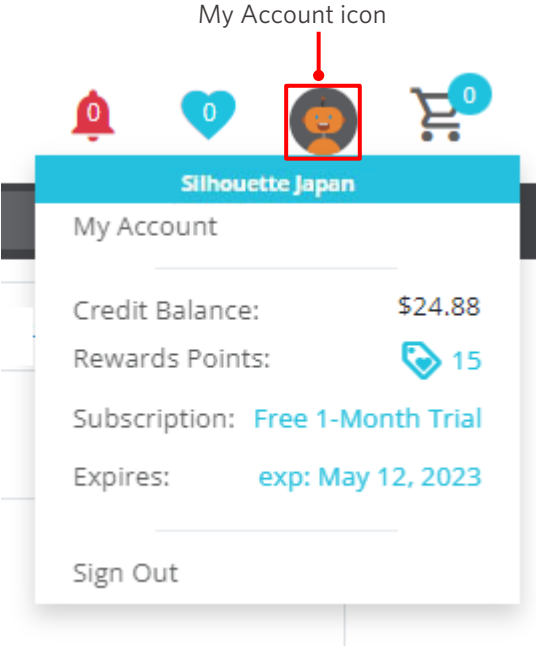 My Account icon
0
0
0
Silhouette Japan
My Account
Credit Balance: $24.88
Rewards Points: 15
Subscription: Free 1-Month Trial
Expires: exp: May 12, 2023
Sign Out